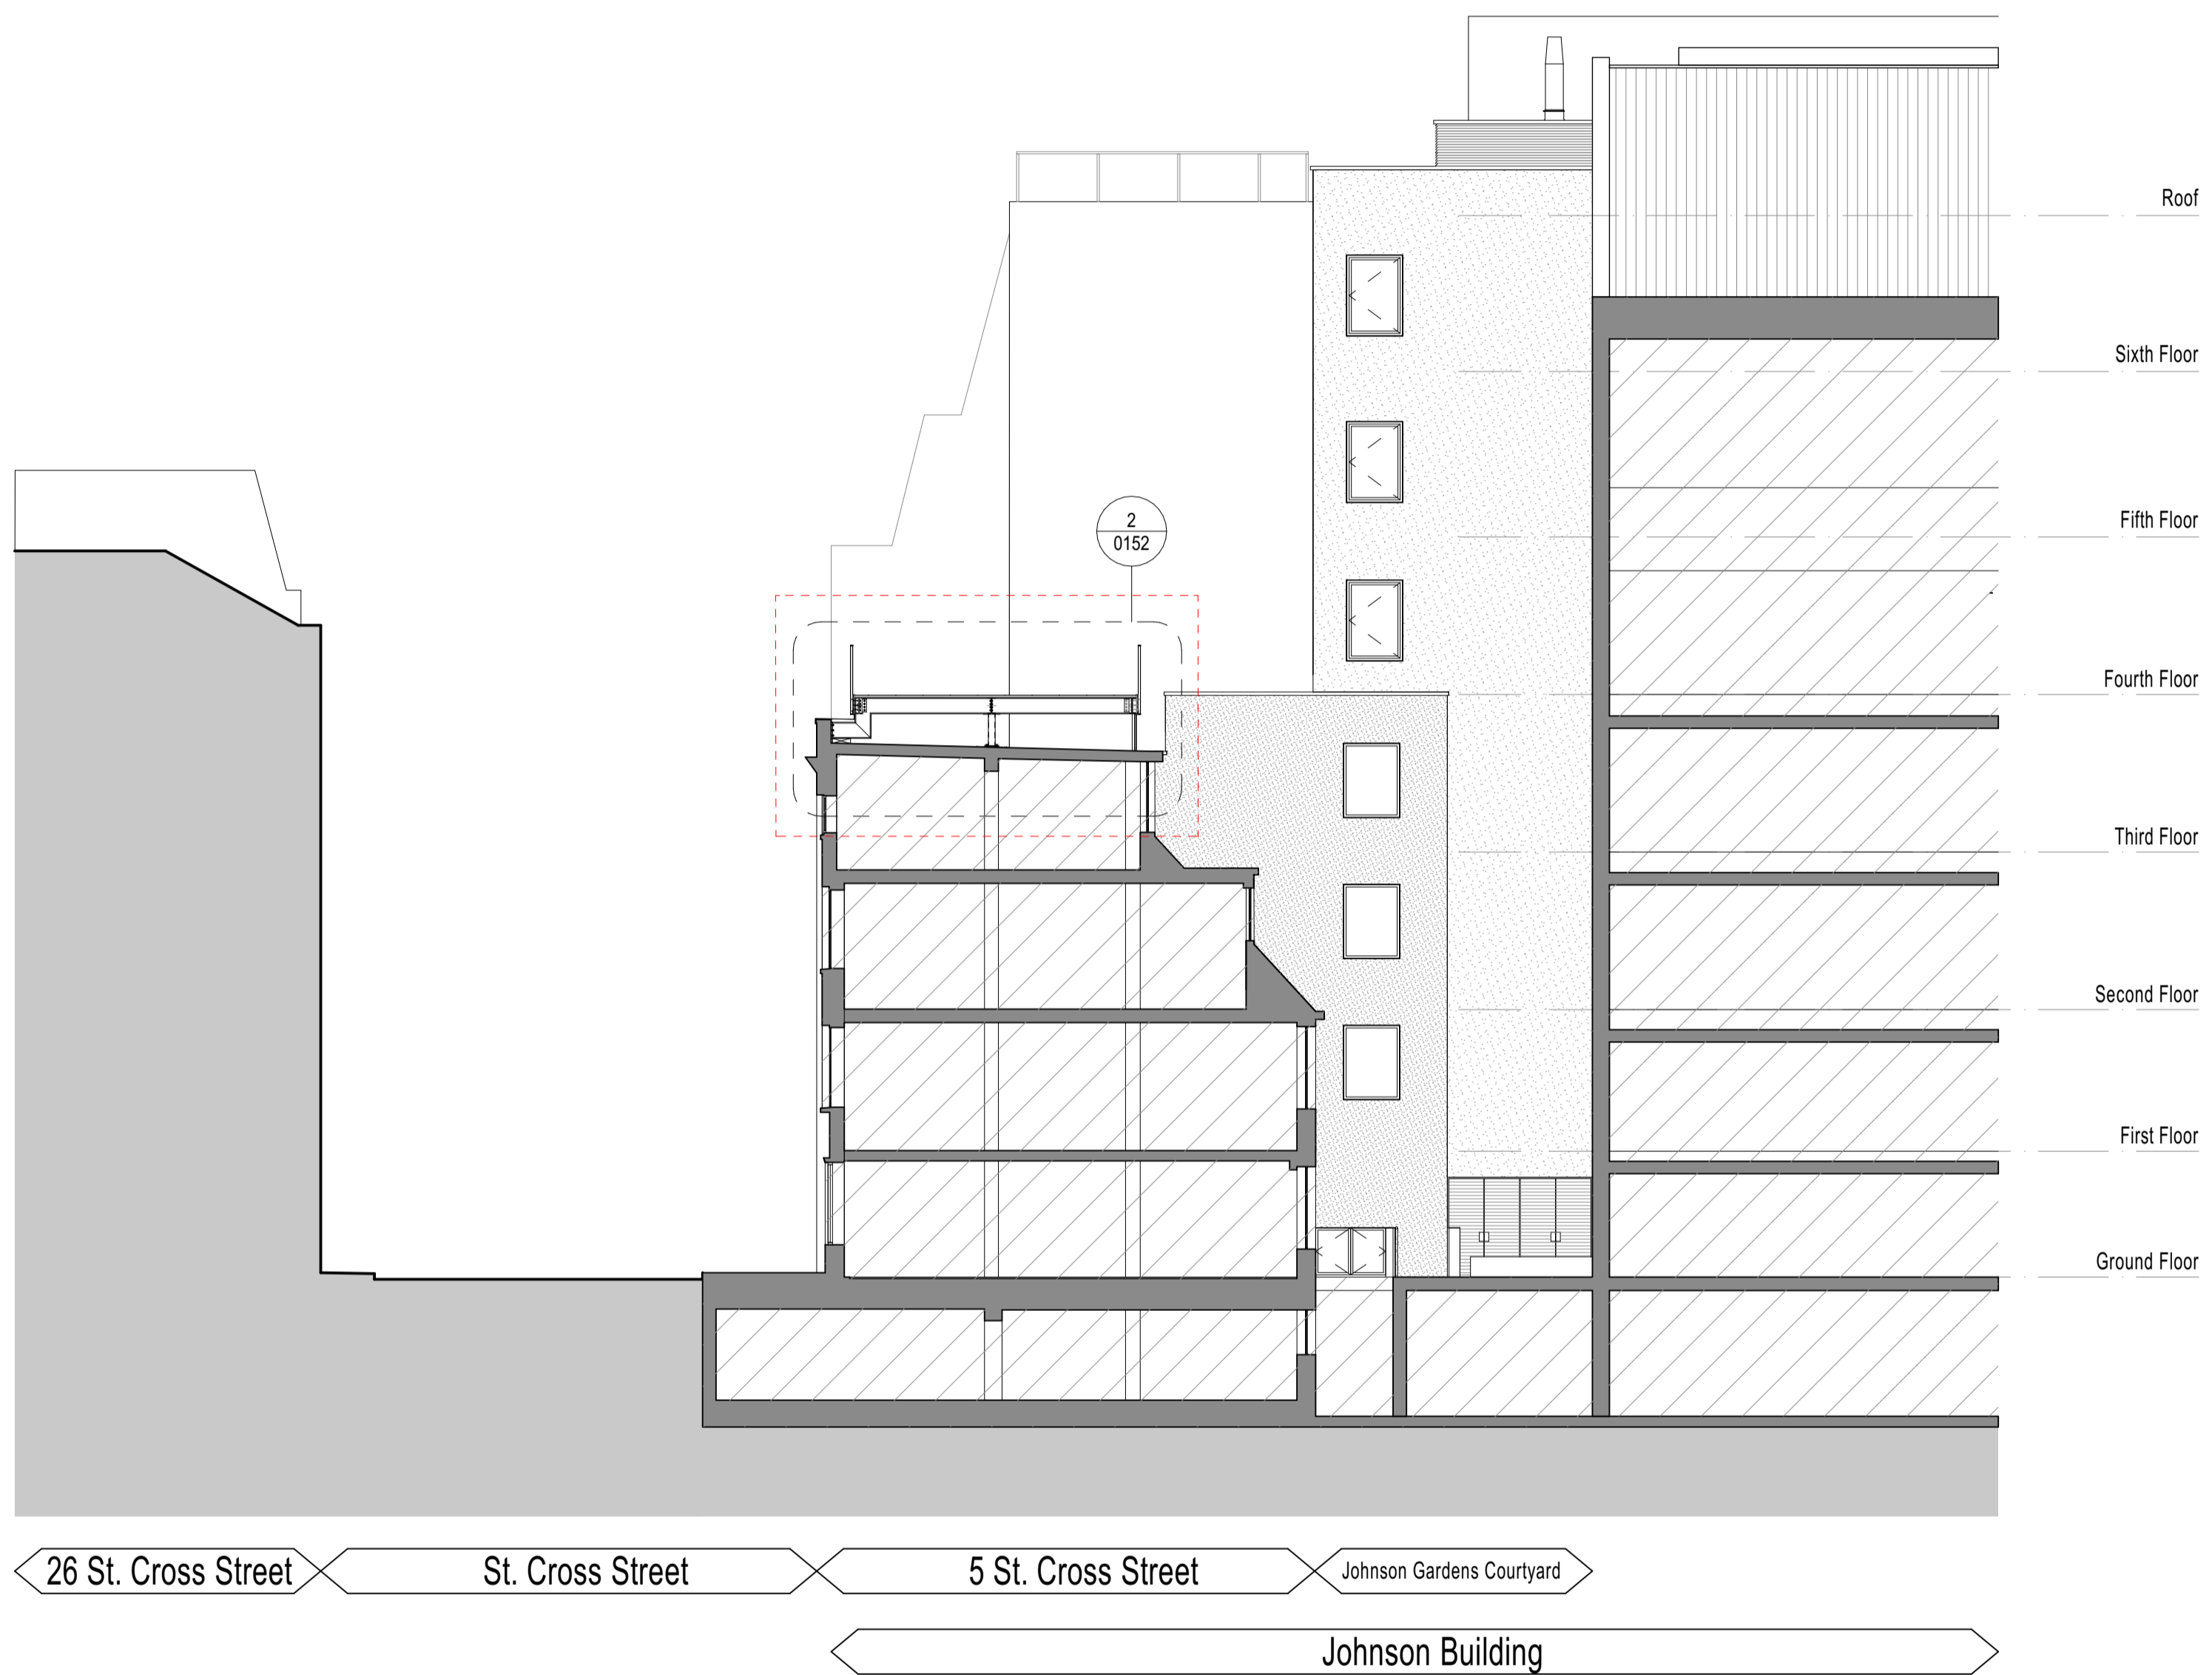 Roof
Sixth Floor
2
0152
Fifth Floor
Fourth Floor
Third Floor
Second Floor
First Floor
Ground Floor
26 St. Cross Street
St. Cross Street
5 St. Cross Street
Johnson Gardens Courtyard
Johnson Building